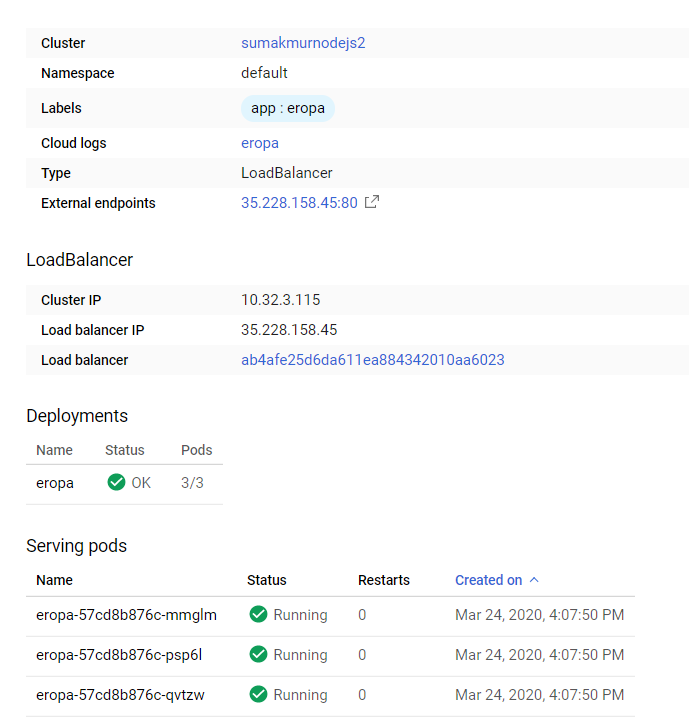 Cluster sumakmurnodejs2
Namespace default
Labels app : eropa
Cloud logs eropa
Type LoadBalancer
External endpoints 35.228.158.45:80
LoadBalancer
Cluster IP 10.32.3.115
Load balancer IP 35.228.158.45
Load balancer ab4afe25d6da611ea884342010aa6023
Deployments
Name Status Pods
eropa OK 3/3
Serving pods
Name Status Restarts Created on
eropa-57cd8b876c-mmglm Running 0 Mar 24, 2020, 4:07:50 PM
eropa-57cd8b876c-psp6l Running 0 Mar 24, 2020, 4:07:50 PM
eropa-57cd8b876c-qvtzw Running 0 Mar 24, 2020, 4:07:50 PM